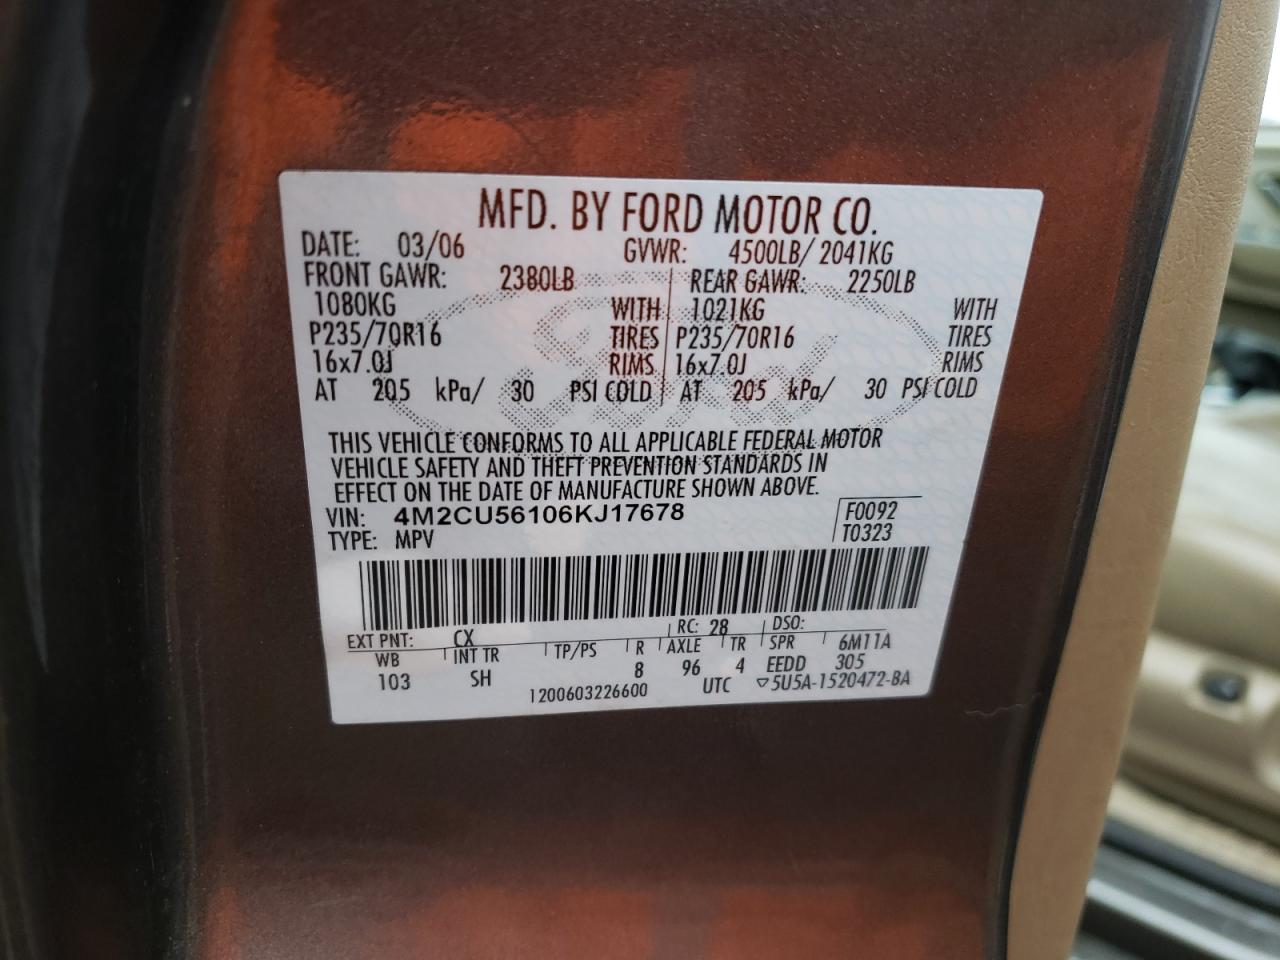 MFD. BY FORD MOTOR CO.
DATE: 03/06 GVWR: 4500LB/ 2041KG
FRONT GAWR: 2380LB REAR GAWR: 2250LB
1080KG WITH 1021KG WITH
P235/70R16 TIRES P235/70R16 TIRES
16x7.0J RIMS 16x7.0J RIMS
AT 205 kPa/ 30 PSI COLD AT 205 kPa/ 30 PSI COLD
THIS VEHICLE CONFORMS TO ALL APPLICABLE FEDERAL MOTOR
VEHICLE SAFETY AND THEFT PREVENTION STANDARDS IN
EFFECT ON THE DATE OF MANUFACTURE SHOWN ABOVE.
VIN: 4M2CU56106KJ17678 F0092
TYPE: MPV T0323
EXT PNT: CX RC: 28 DSO:
WB INT TR TP/PS R AXLE TR SPR 6M11A
103 SH 8 96 4 EEDD 305
1200603226600 UTC ▽5U5A-1520472-BA